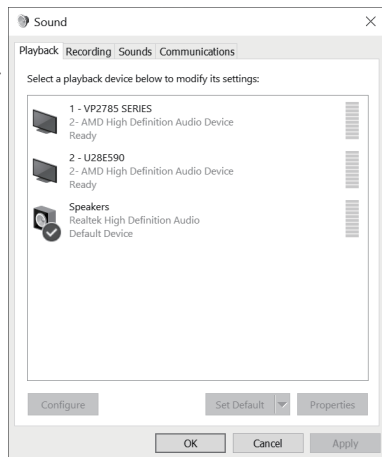 Sound
Playback Recording Sounds Communications
Select a playback device below to modify its settings:
1 - VP2785 SERIES
2- AMD High Definition Audio Device
Ready
2 - U28E590
2- AMD High Definition Audio Device
Ready
Speakers
Realtek High Definition Audio
Default Device
Configure Set Default Properties
OK Cancel Apply